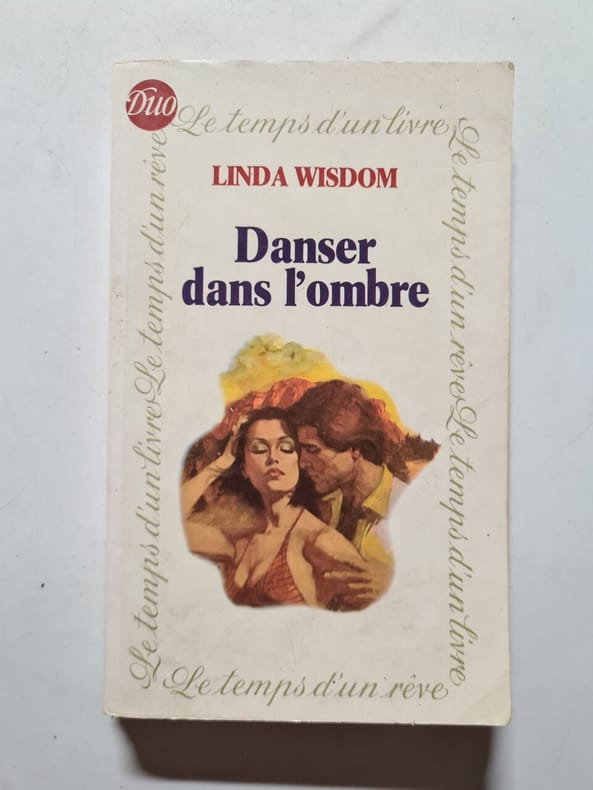 Duo
Le temps d'un livre
LINDA WISDOM
Danser
dans l'ombre
Le temps d'un livre Le temps d'un rêve
Le temps d'un rêve Le temps d'un livre
Le temps d'un rêve